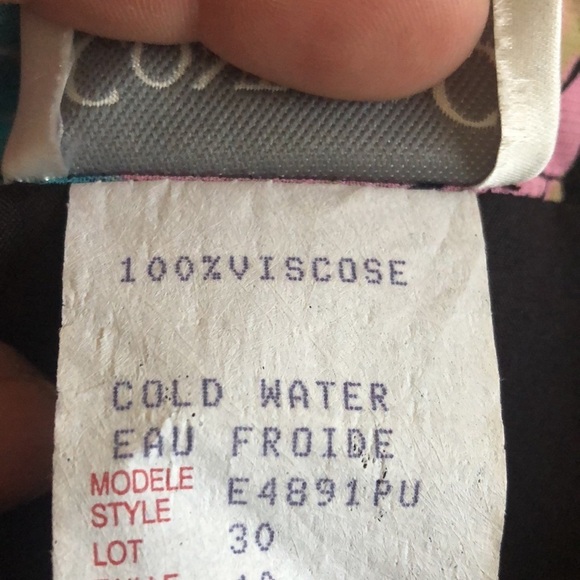 100%VISCOSE
COLD WATER
EAU FROIDE
MODELE
STYLE E4891PU
LOT 30